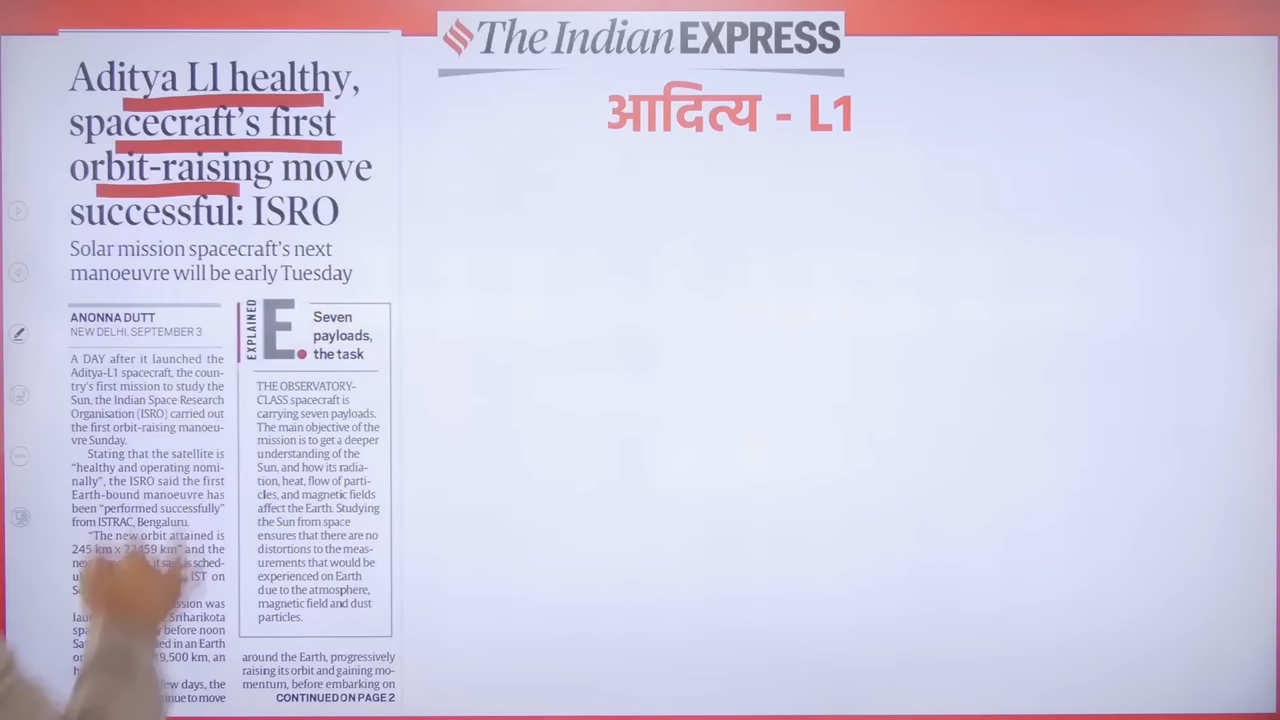 The Indian EXPRESS
आदित्य - L1
Aditya L1 healthy,
spacecraft's first
orbit-raising move
successful: ISRO
Solar mission spacecraft's next
manoeuvre will be early Tuesday
ANONNA DUTT
NEW DELHI, SEPTEMBER 3
A DAY after it launched the
Aditya-L1 spacecraft, the coun-
try's first mission to study the
Sun, the Indian Space Research
Organisation (ISRO) carried out
the first orbit-raising manoeu-
vre Sunday.
Stating that the satellite is
"healthy and operating nomi-
nally", the ISRO said the first
Earth-bound manoeuvre has
been "performed successfully"
from ISTRAC, Bengaluru.
"The new orbit attained is
245 km x 22459 km" and the
it said is sched-
IST on
Sriharikota
before noon
in an Earth
19,500 km, an
few days, the
to move
EXPLAINED
E.
Seven
payloads,
the task
THE OBSERVATORY-
CLASS spacecraft is
carrying seven payloads.
The main objective of the
mission is to get a deeper
understanding of the
Sun, and how its radia-
tion, heat, flow of parti-
cles, and magnetic fields
affect the Earth. Studying
the Sun from space
ensures that there are no
distortions to the meas-
urements that would be
experienced on Earth
due to the atmosphere,
magnetic field and dust
particles.
around the Earth, progressively
raising its orbit and gaining mo-
mentum, before embarking on
CONTINUED ON PAGE 2